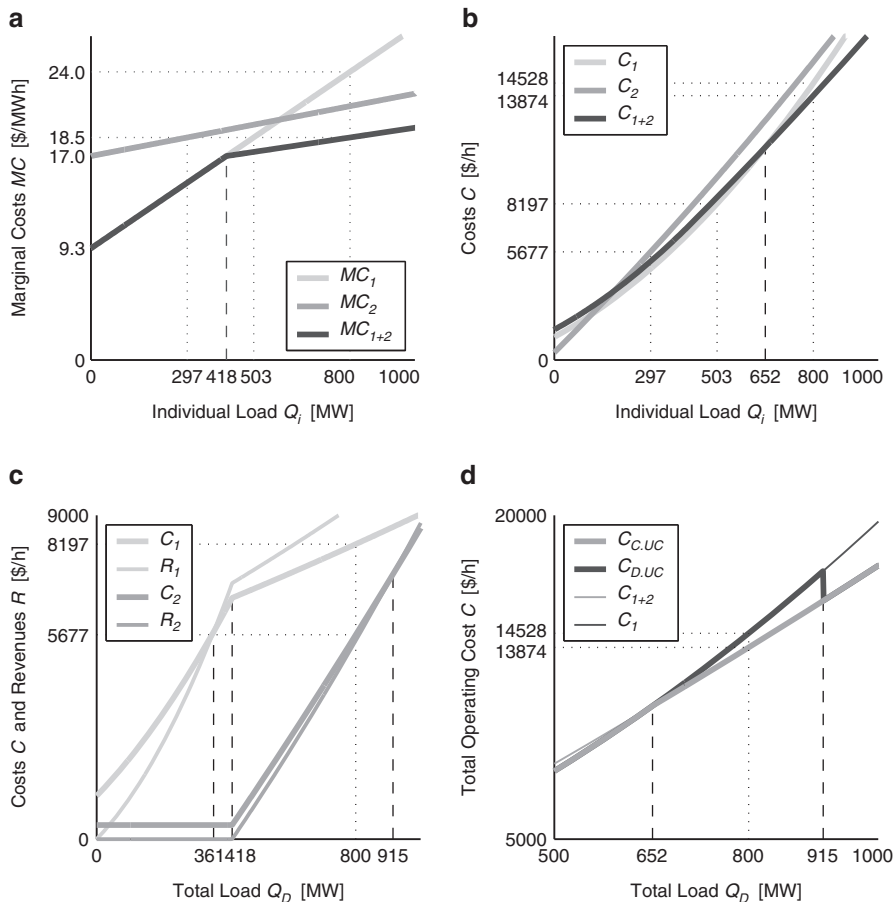 a
Marginal Costs MC [$/MWh]
24.0
18.5
17.0
9.3
0
MC1
MC2
MC1+2
0 297 418 503 800 1000
Individual Load Qi [MW]
b
Costs C [$/h]
C1
C2
C1+2
14528
13874
8197
5677
0
0 297 503 652 800 1000
Individual Load Qi [MW]
c
Costs C and Revenues R [$/h]
9000
8197
5677
0
C1
R1
C2
R2
0 361 418 800 915
Total Load QD [MW]
d
Total Operating Cost C [$/h]
20000
14528
13874
5000
CC.UC
CD.UC
C1+2
C1
500 652 800 915 1000
Total Load QD [MW]